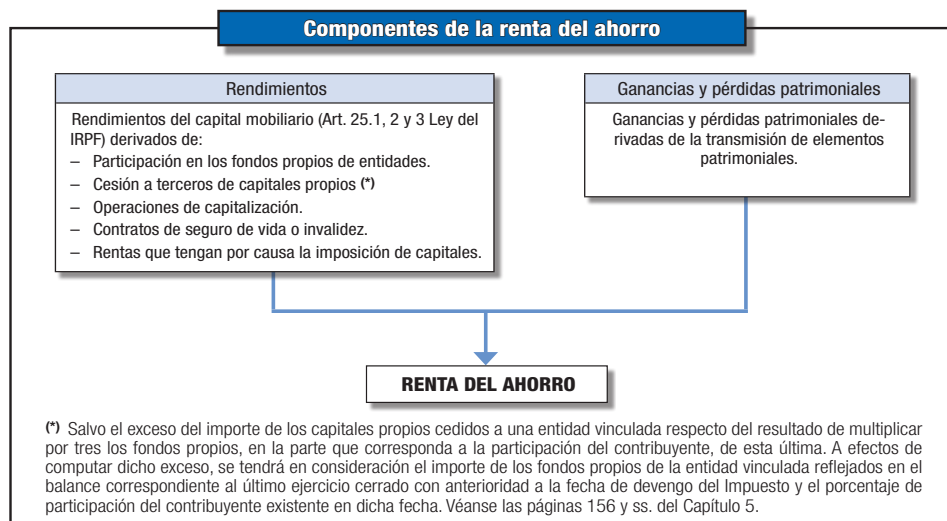 Componentes de la renta del ahorro
Rendimientos
Rendimientos del capital mobiliario (Art. 25.1, 2 y 3 Ley del
IRPF) derivados de:
– Participación en los fondos propios de entidades.
– Cesión a terceros de capitales propios (*)
– Operaciones de capitalización.
– Contratos de seguro de vida o invalidez.
– Rentas que tengan por causa la imposición de capitales.
Ganancias y pérdidas patrimoniales
Ganancias y pérdidas patrimoniales de-
rivadas de la transmisión de elementos
patrimoniales.
RENTA DEL AHORRO
(*) Salvo el exceso del importe de los capitales propios cedidos a una entidad vinculada respecto del resultado de multiplicar
por tres los fondos propios, en la parte que corresponda a la participación del contribuyente, de esta última. A efectos de
computar dicho exceso, se tendrá en consideración el importe de los fondos propios de la entidad vinculada reflejados en el
balance correspondiente al último ejercicio cerrado con anterioridad a la fecha de devengo del Impuesto y el porcentaje de
participación del contribuyente existente en dicha fecha. Véanse las páginas 156 y ss. del Capítulo 5.